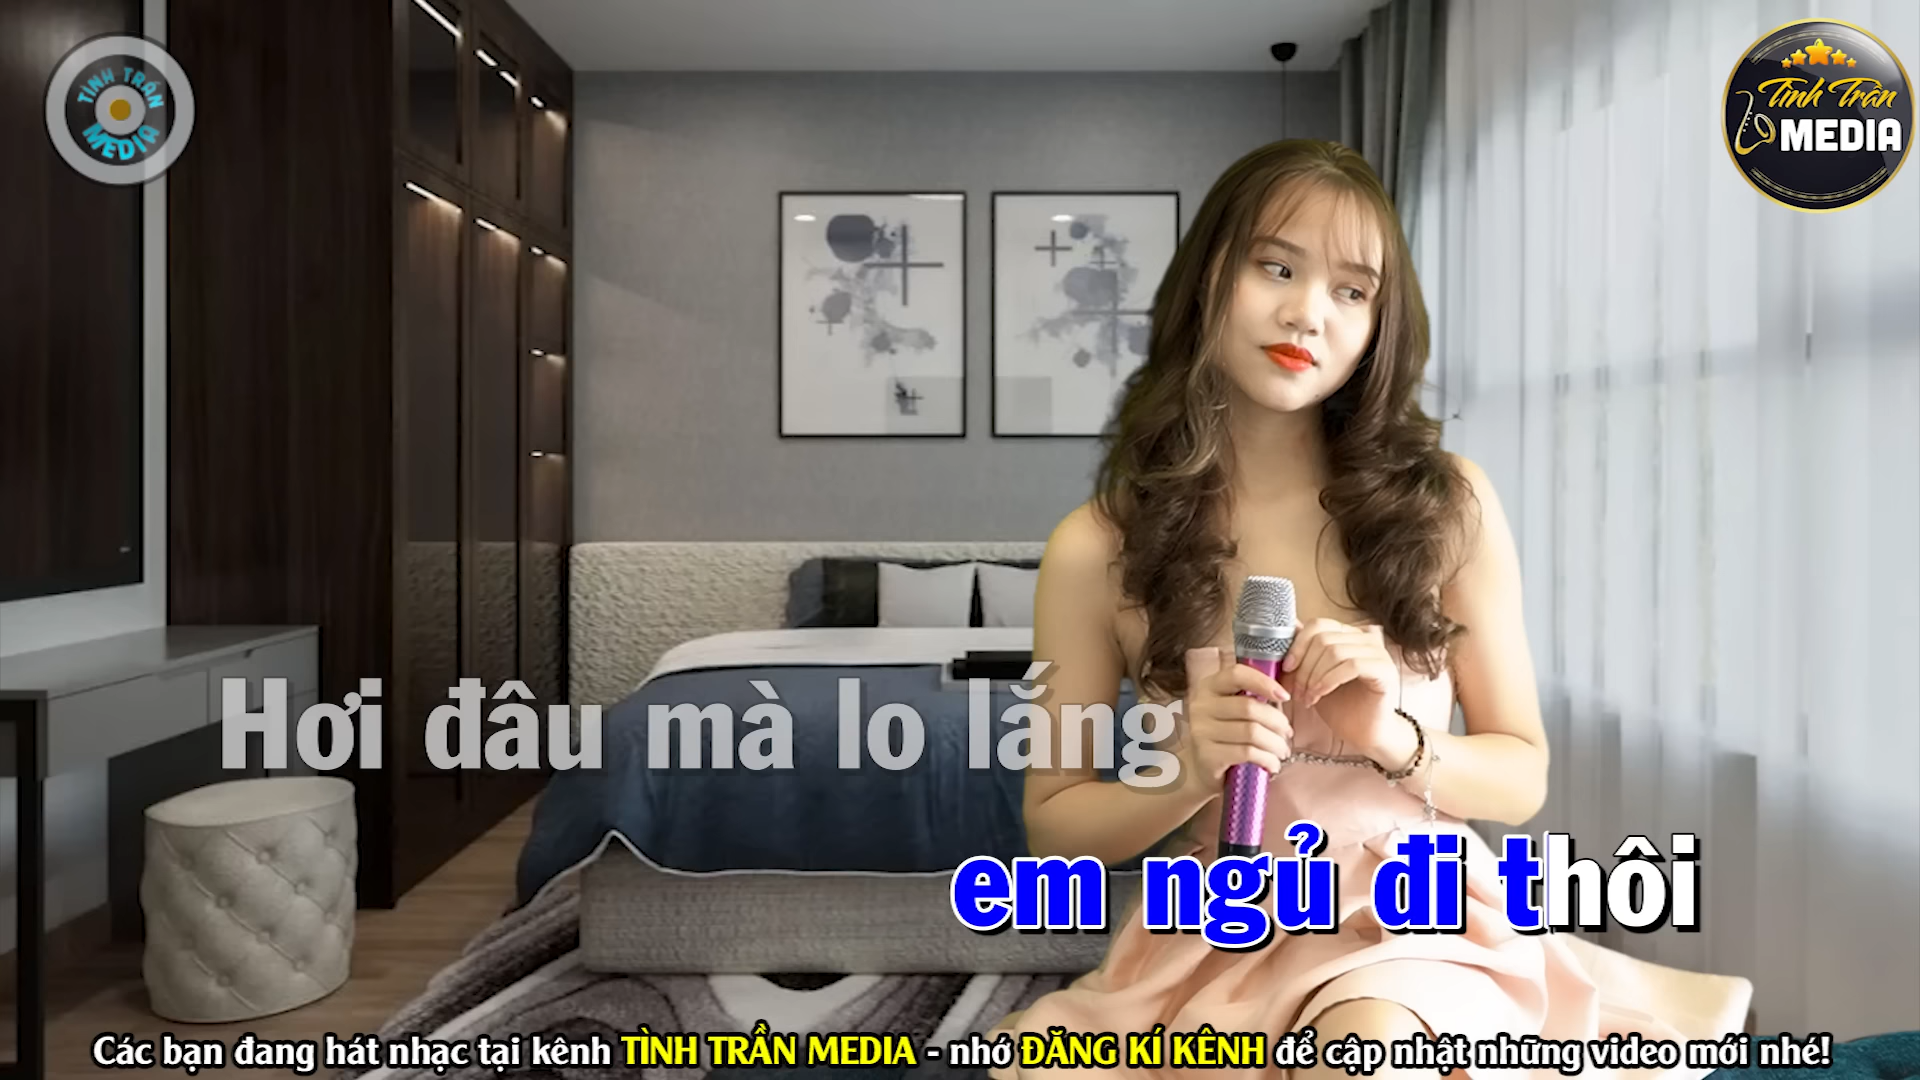 TÌNH TRẦN
MEDIA
Tình Trần
MEDIA
Hơi đâu mà lo lắng
em ngủ đi thôi
Các bạn đang hát nhạc tại kênh TÌNH TRẦN MEDIA - nhớ ĐĂNG KÍ KÊNH để cập nhật những video mới nhé!